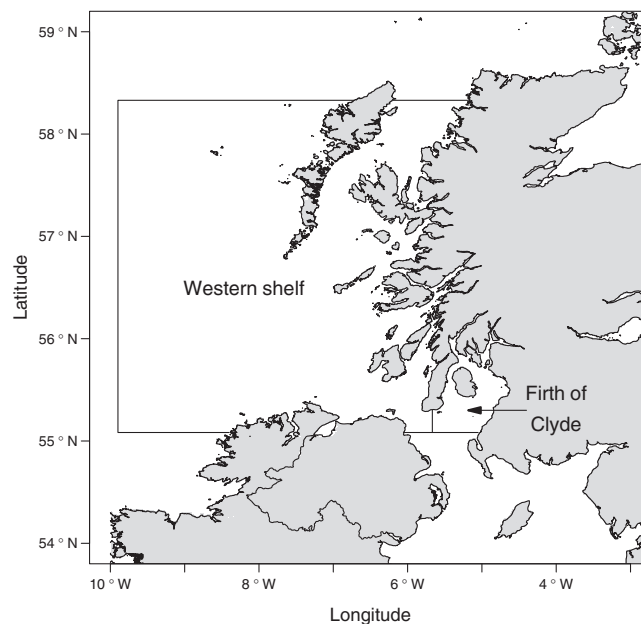 59° N
58° N
57° N
56° N
55° N
54° N
Latitude
Western shelf
Firth of
Clyde
10° W
8° W
6° W
4° W
Longitude